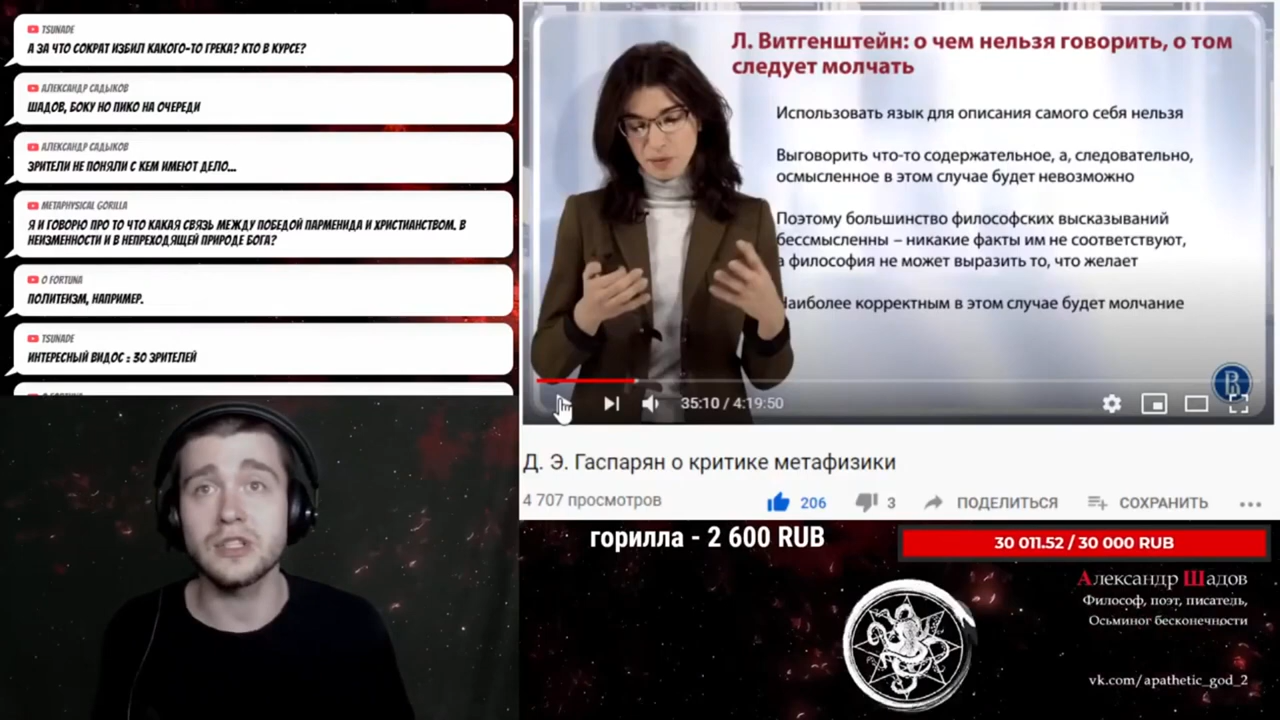 TSUNADE
А ЗА ЧТО СОКРАТ ИЗБИЛ КАКОГО-ТО ГРЕКА? КТО В КУРСЕ?
АЛЕКСАНДР САДЫКОВ
ШАДОВ, БОКУ НО ПИКО НА ОЧЕРЕДИ
АЛЕКСАНДР САДЫКОВ
ЗРИТЕЛИ НЕ ПОНЯЛИ С КЕМ ИМЕЮТ ДЕЛО...
METAPHYSICAL GORILLA
Я И ГОВОРЮ ПРО ТО ЧТО КАКАЯ СВЯЗЬ МЕЖДУ ПОБЕДОЙ ПАРМЕНИДА И ХРИСТИАНСТВОМ. В
НЕИЗМЕННОСТИ И В НЕПРЕХОДЯЩЕЙ ПРИРОДЕ БОГА?
O FORTUNA
ПОЛИТЕИЗМ, НАПРИМЕР.
TSUNADE
ИНТЕРЕСНЫЙ ВИДОС : 30 ЗРИТЕЛЕЙ
Л. Витгенштейн: о чем нельзя говорить, о том
следует молчать
Использовать язык для описания самого себя нельзя
Выговорить что-то содержательное, а, следовательно,
осмысленное в этом случае будет невозможно
Поэтому большинство философских высказываний
бессмысленны – никакие факты им не соответствуют,
а философия не может выразить то, что желает
Наиболее корректным в этом случае будет молчание
35:10 / 4:19:50
Д. Э. Гаспарян о критике метафизики
4 707 просмотров
206
3
ПОДЕЛИТЬСЯ
СОХРАНИТЬ
горилла - 2 600 RUB
30 011.52 / 30 000 RUB
Александр Шадов
Философ, поэт, писатель,
Осьминог бесконечности
vk.com/apathetic_god_2